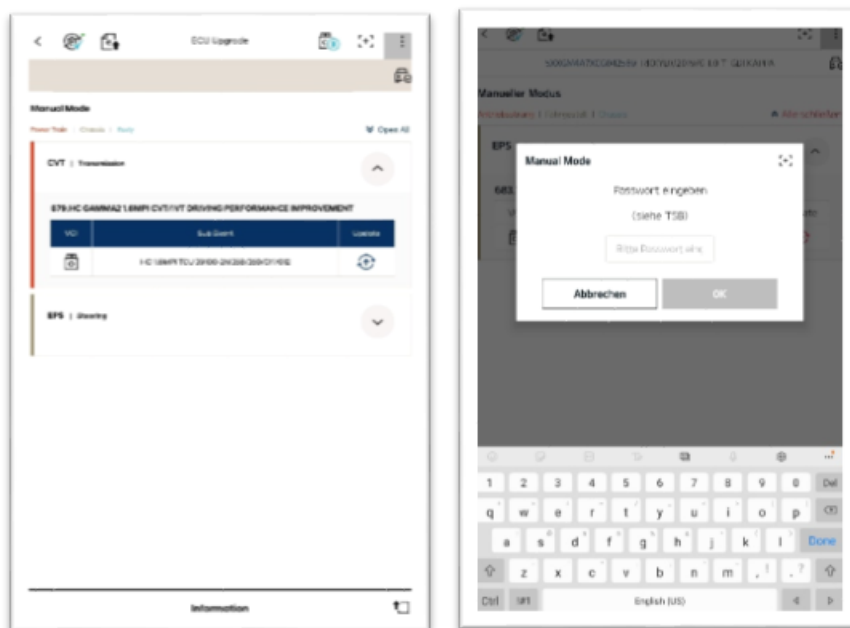 ECU Upgrade
Manual Mode
Power Train | Chassis | Body
Open All
CVT | Transmission
679.HC GAMMA2 1.6MPI CVT/IVT DRIVING PERFORMANCE IMPROVEMENT
VCI
Sub Event
Update
EPS | Steering
Information
Manueller Modus
EPS
Manual Mode
Passwort eingeben
(siehe TSB)
Bitte Passwort eing
Abbrechen
OK
1 2 3 4 5 6 7 8 9 0 Del
q w e r t y u i o p
a s d f g h j k l Done
z x c v b n m , ! . ?
Ctrl !#1 English (US)